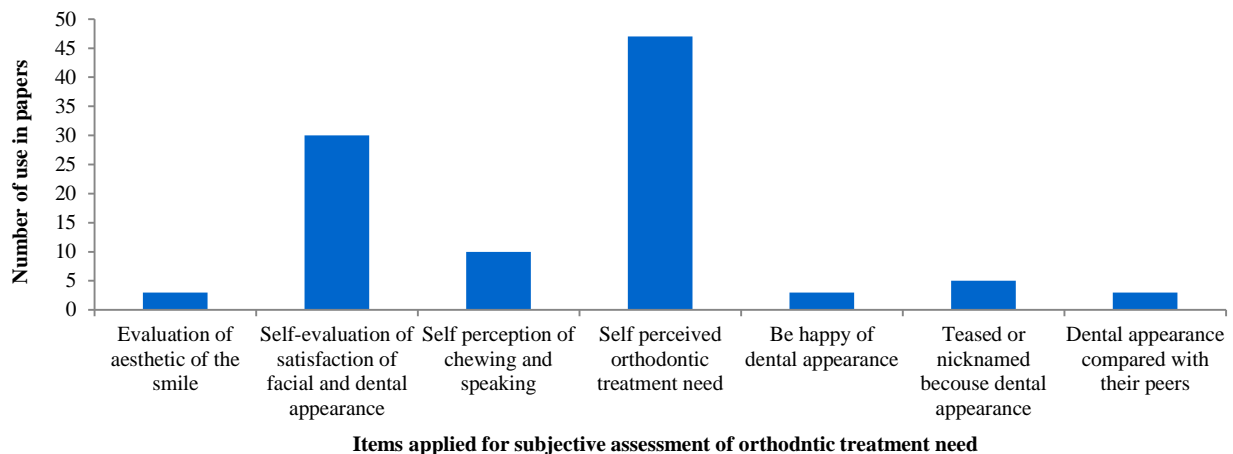 Number of use in papers
50
45
40
35
30
25
20
15
10
5
0
Evaluation of
aesthetic of the
smile
Self-evaluation of
satisfaction of
facial and dental
appearance
Self perception of
chewing and
speaking
Self perceived
orthodontic
treatment need
Be happy of
dental appearance
Teased or
nicknamed
becouse dental
appearance
Dental appearance
compared with
their peers
Items applied for subjective assessment of orthodntic treatment need